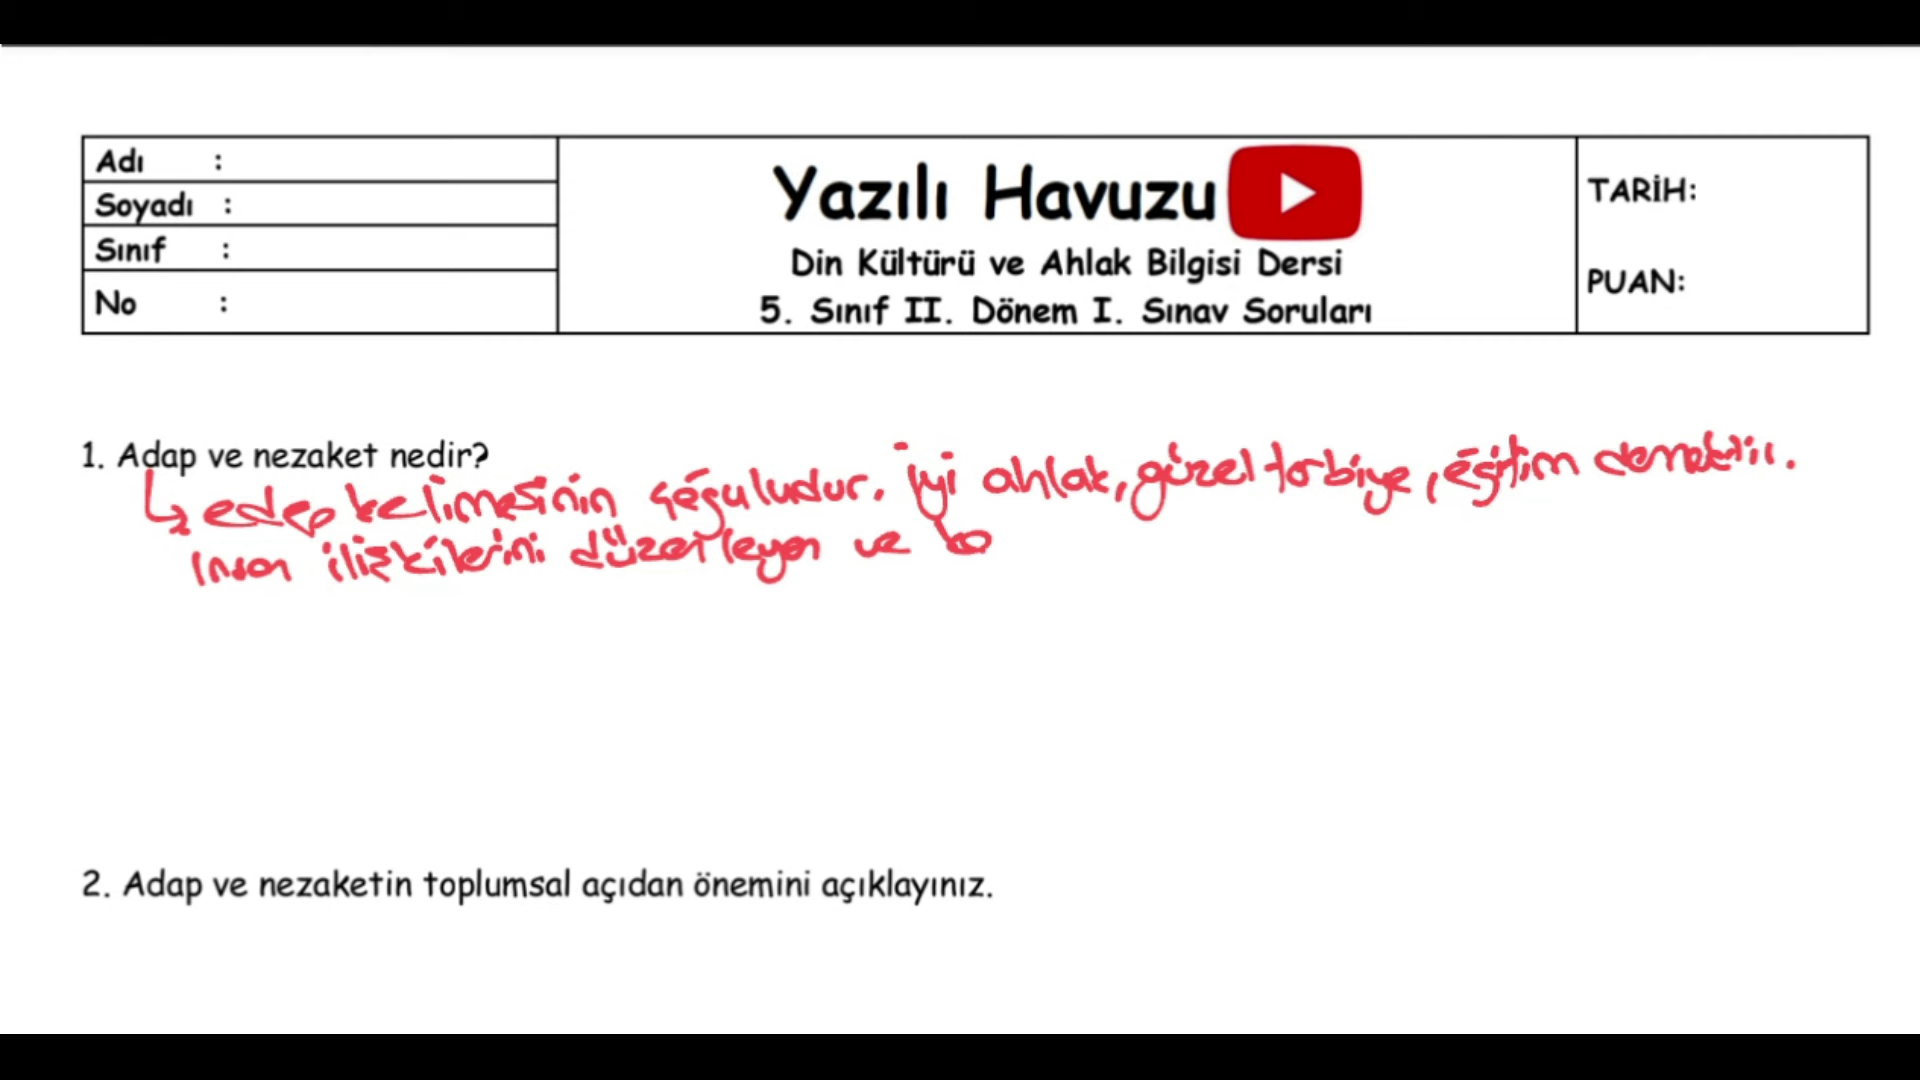 Adı :
Soyadı :
Sınıf :
No :
Yazılı Havuzu
Din Kültürü ve Ahlak Bilgisi Dersi
5. Sınıf II. Dönem I. Sınav Soruları
TARİH:
PUAN:
1. Adap ve nezaket nedir?
edep kelimesinin çoğuludur. İyi ahlak, güzel terbiye, eğitim demektir.
İnsan ilişkilerini düzenleyen ve
2. Adap ve nezaketin toplumsal açıdan önemini açıklayınız.